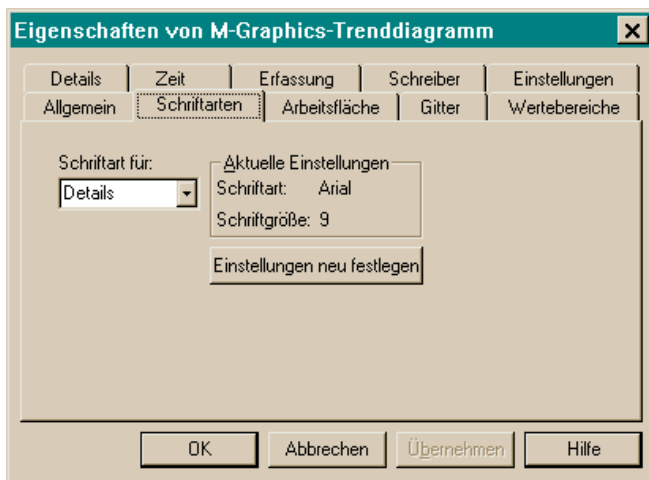 Eigenschaften von M-Graphics-Trenddiagramm
Details Zeit Erfassung Schreiber Einstellungen
Allgemein Schriftarten Arbeitsfläche Gitter Wertebereiche
Schriftart für:
Details
Aktuelle Einstellungen
Schriftart: Arial
Schriftgröße: 9
Einstellungen neu festlegen
OK Abbrechen Übernehmen Hilfe